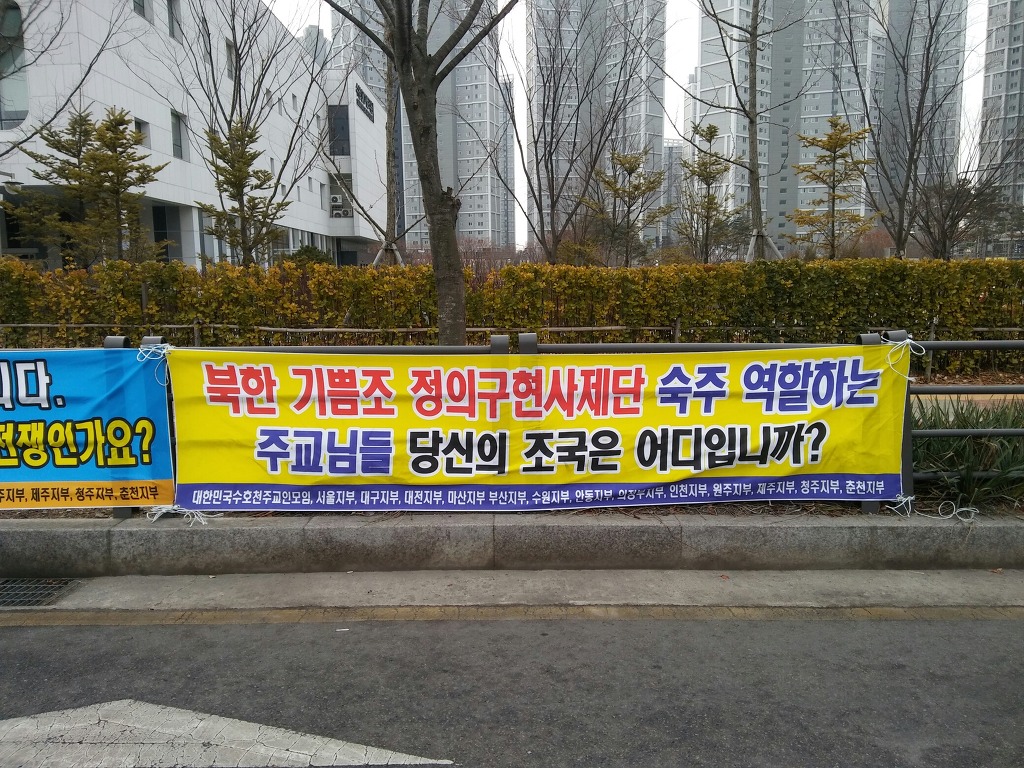 니다.
전쟁인가요?
주지부, 제주지부, 청주지부, 춘천지부
북한 기쁨조 정의구현사제단 숙주 역할하는
주교님들 당신의 조국은 어디입니까?
대한민국수호천주교인모임, 서울지부, 대구지부, 대전지부, 마산지부 부산지부, 수원지부, 안동지부, 의정부지부, 인천지부, 원주지부, 제주지부, 청주지부, 춘천지부